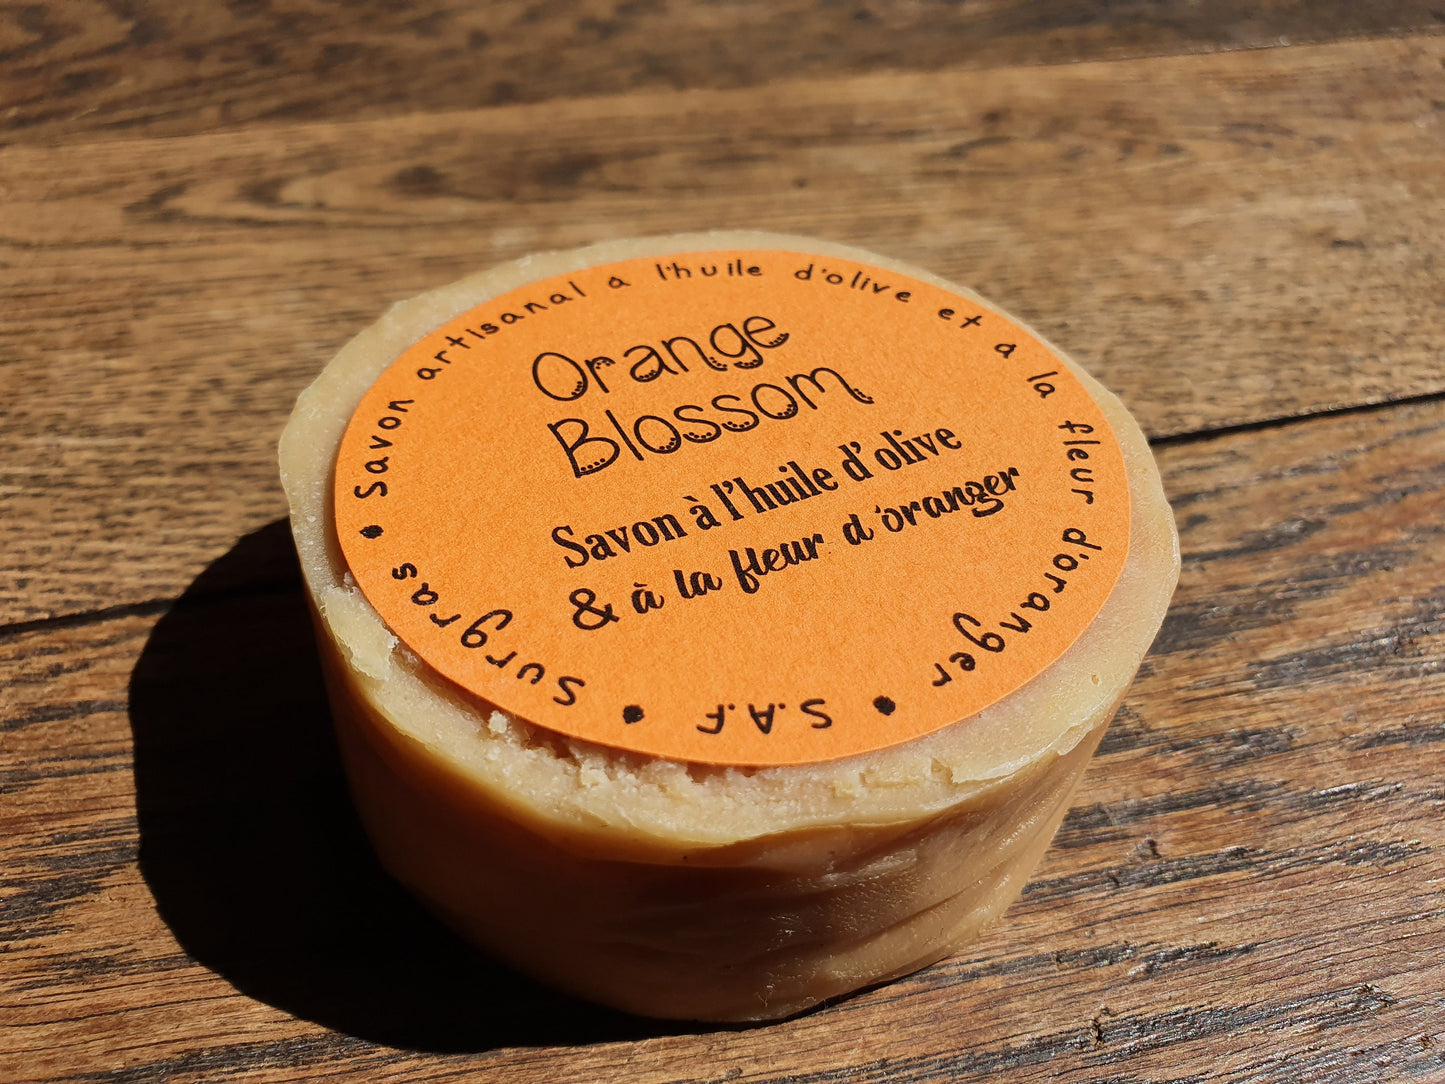 Orange
Blossom
Savon à l'huile d'olive
& à la fleur d'oranger
Savon artisanal à l'huile d'olive et à la fleur d'oranger • S.A.F • Surgras •